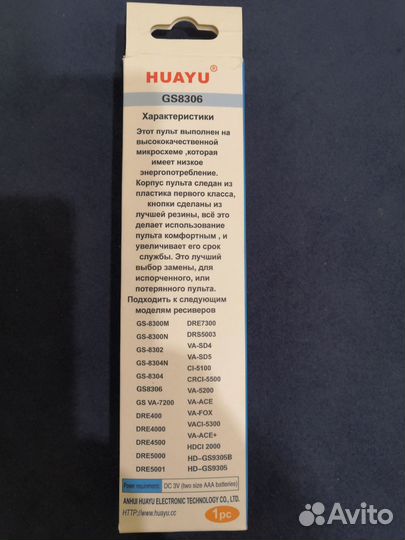 HUAYU®
GS8306
Характеристики
Этот пульт выполнен на
высококачественной
микросхеме ,которая
имеет низкое
энергопотребление.
Корпус пульта следан из
пластика первого класса,
кнопки сделаны из
лучшей резины, всё это
делает использование
пульта комфортным , и
увеличивает его срок
службы. Это лучший
выбор замены, для
испорченного, или
потерянного пульта.
Подходить к следующим
моделям ресиверов
GS-8300M
GS-8300N
GS-8302
GS-8304N
GS-8304
GS8306
GS VA-7200
DRE400
DRE4000
DRE4500
DRE5000
DRE5001
DRE7300
DRS5003
VA-SD4
VA-SD5
CI-5100
CRCI-5500
VA-5200
VA-ACE
VA-FOX
VACI-5300
VA-ACE+
HDCI 2000
HD-GS9305B
HD-GS9305
Power requirement: DC 3V (two size AAA batteries)
ANHUI HUAYU ELECTRONIC TECHNOLOGY CO., LTD.
HTTP://www.huayu.cc 1pc
Avito